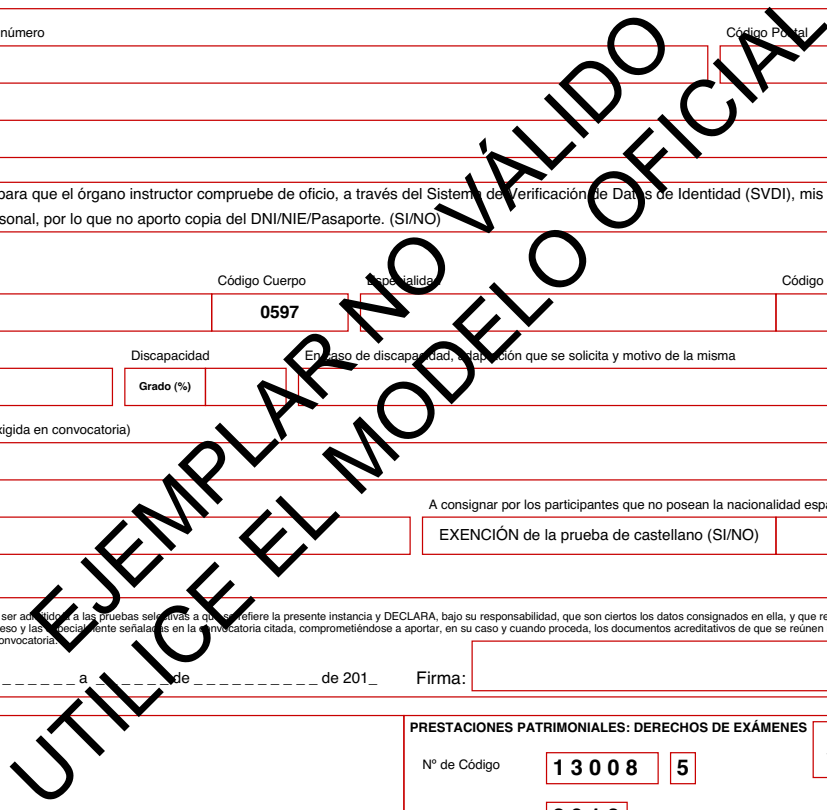 número
Código Postal
para que el órgano instructor compruebe de oficio, a través del Sistema de Verificación de Datos de Identidad (SVDI), mis
sonal, por lo que no aporto copia del DNI/NIE/Pasaporte. (SI/NO)
Código Cuerpo
Especialidad
Código
0597
Discapacidad
En caso de discapacidad, adaptación que se solicita y motivo de la misma
Grado (%)
xigida en convocatoria)
A consignar por los participantes que no posean la nacionalidad espa
EXENCIÓN de la prueba de castellano (SI/NO)
ser admitido/a a las pruebas selectivas a que se refiere la presente instancia y DECLARA, bajo su responsabilidad, que son ciertos los datos consignados en ella, y que re
eso y las especialmente señaladas en la convocatoria citada, comprometiéndose a aportar, en su caso y cuando proceda, los documentos acreditativos de que se reúnen
onvocatoria.
_ _ _ _ _ _ a _ _ _ _ _ _ de _ _ _ _ _ _ _ _ _ _ de 201_
Firma:
PRESTACIONES PATRIMONIALES: DERECHOS DE EXÁMENES
Nº de Código
13008 5
EJEMPLAR NO VÁLIDO
UTILICE EL MODELO OFICIAL